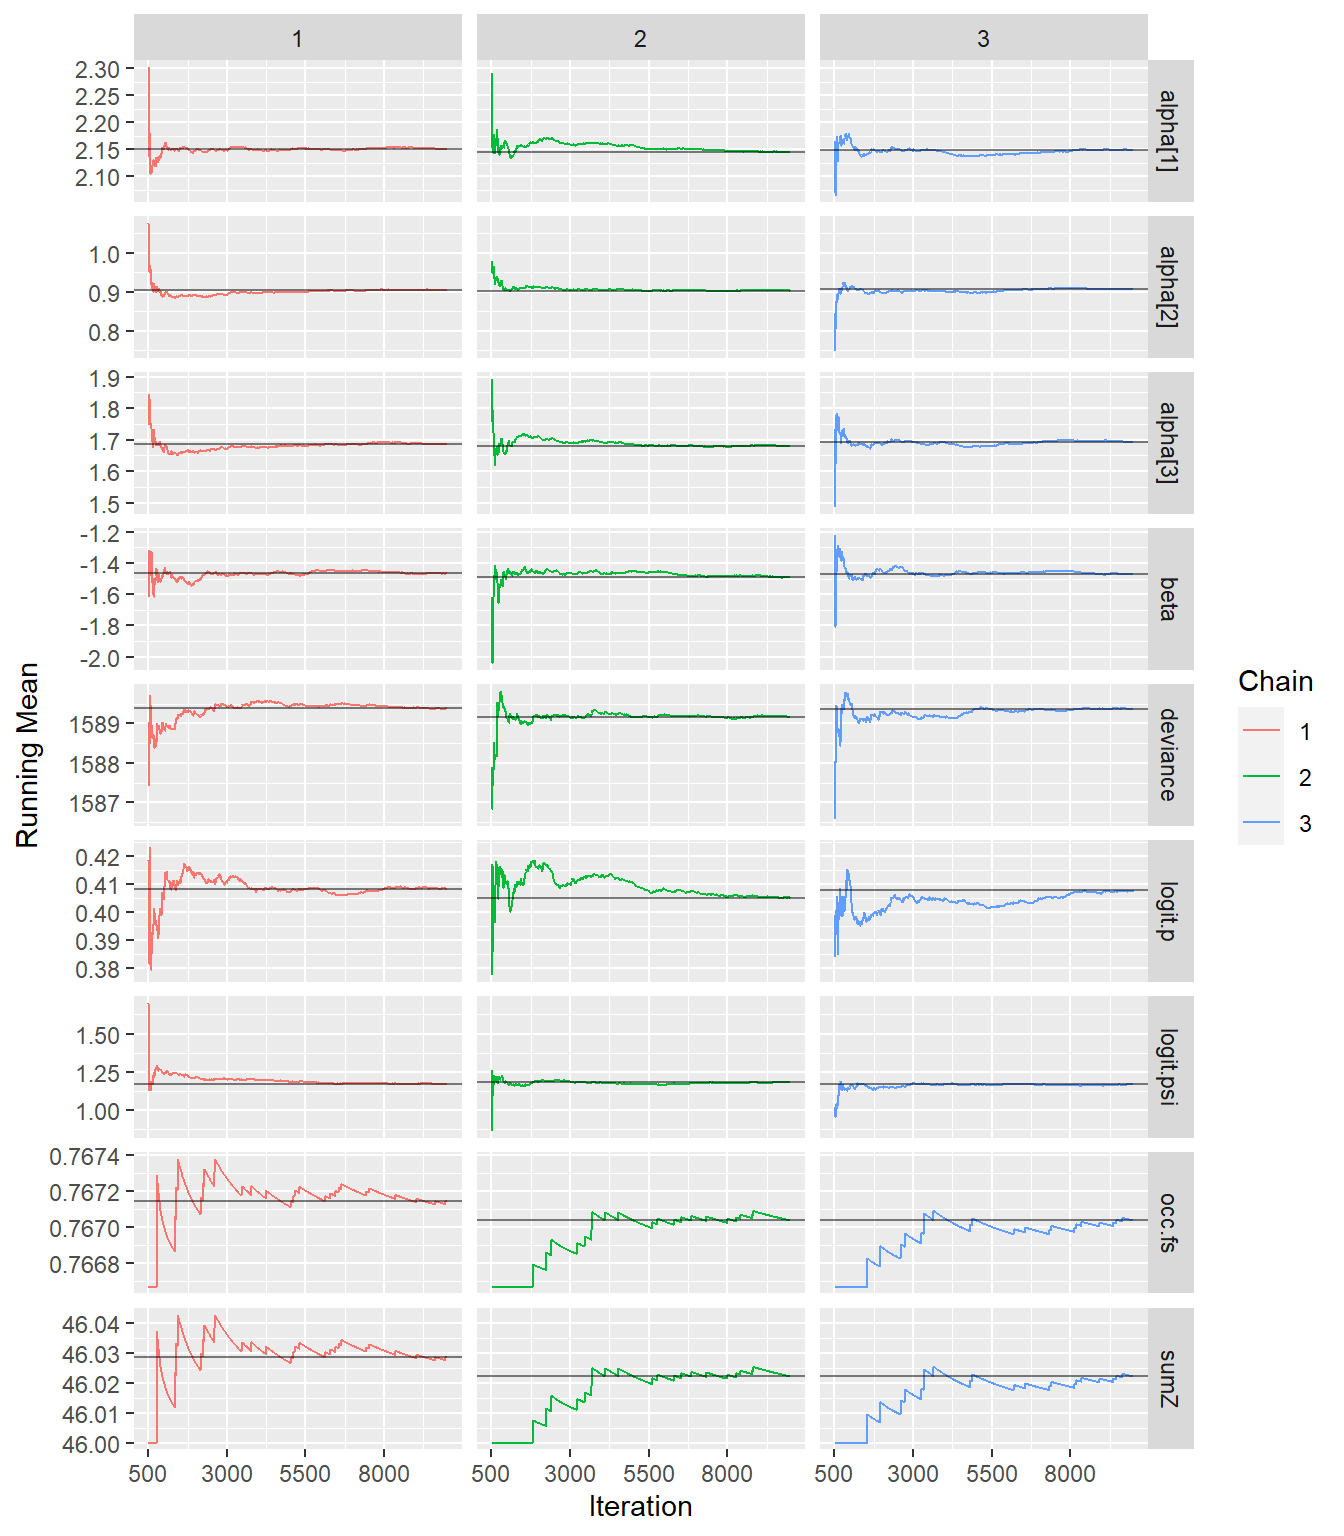 1 2 3
2.30
2.25
2.20
2.15
2.10
alpha[1]
1.0
0.9
0.8
alpha[2]
1.9
1.8
1.7
1.6
1.5
alpha[3]
-1.2
-1.4
-1.6
-1.8
-2.0
beta
1589
1588
1587
deviance
0.42
0.41
0.40
0.39
0.38
logit.p
1.50
1.25
1.00
logit.psi
0.7674
0.7672
0.7670
0.7668
occ.fs
46.04
46.03
46.02
46.01
46.00
sumZ
500 3000 5500 8000 500 3000 5500 8000 500 3000 5500 8000
Iteration
Running Mean
Chain
1
2
3